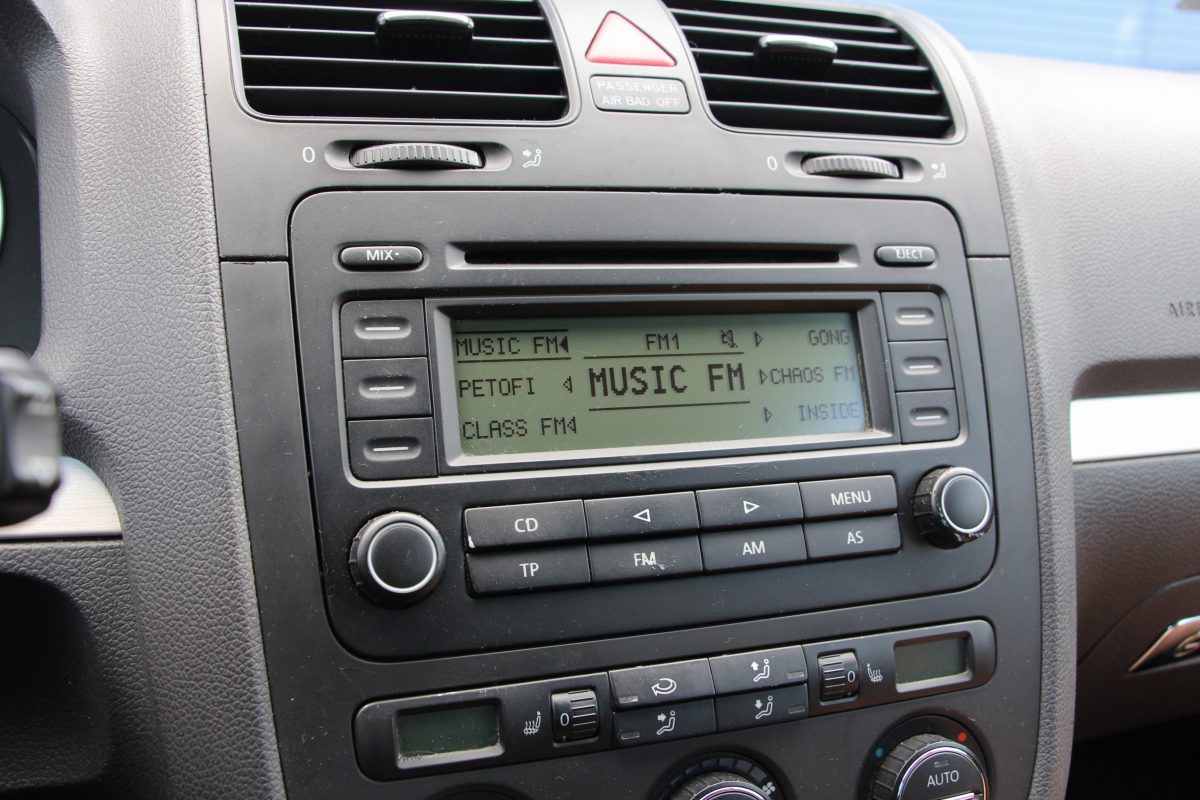 PASSENGER
AIR BAG OFF
0
0
MIX
EJECT
MUSIC FM
FM1
GONG
PETOFI
MUSIC FM
CHAOS FM
CLASS FM
INSIDE
CD
MENU
TP
FM
AM
AS
0
0
AUTO